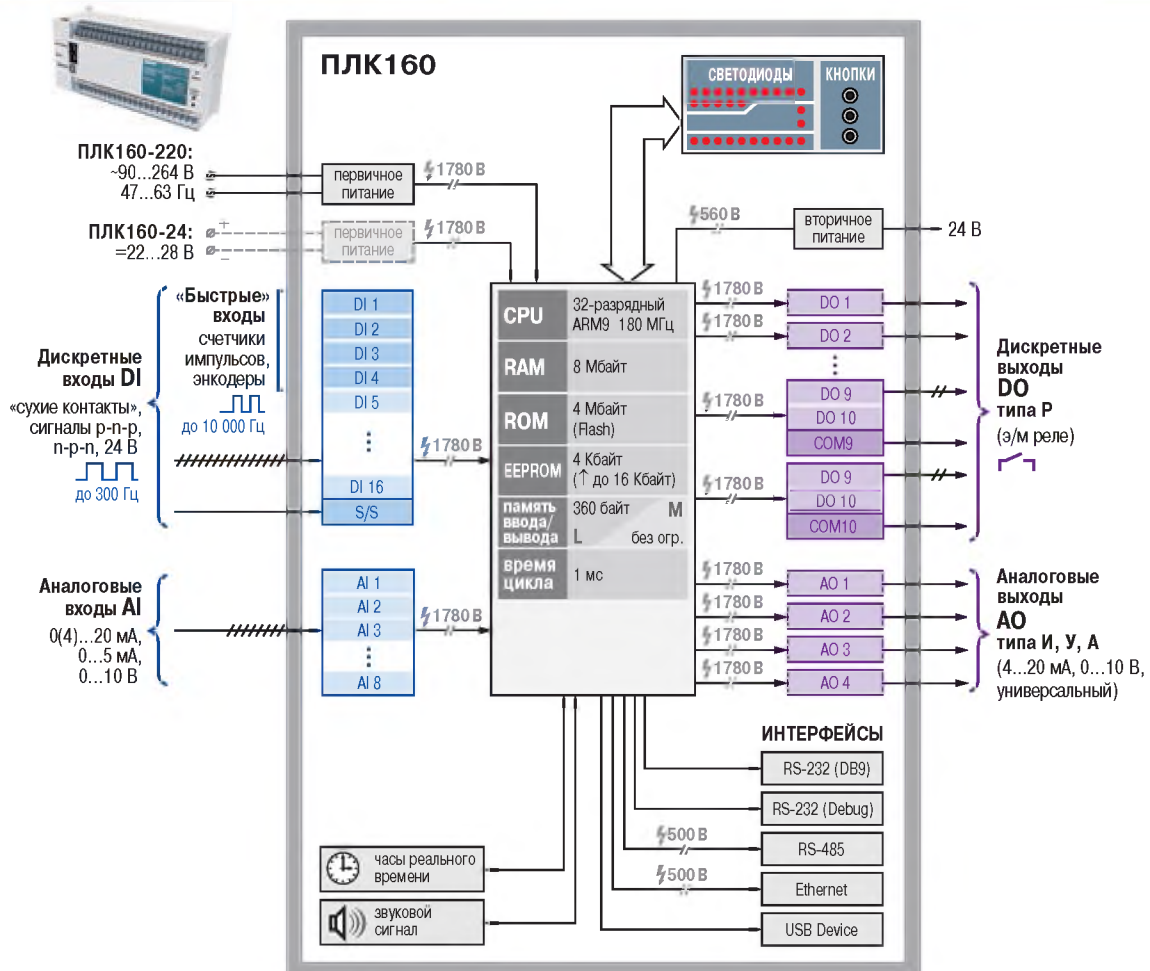 ПЛК160
СВЕТОДИОДЫ
КНОПКИ
ПЛК160-220:
~90...264 В
47...63 Гц
первичное
питание
1780 В
ПЛК160-24:
=22...28 В
+
–
первичное
питание
1780 В
560 В
вторичное
питание
24 В
«Быстрые»
входы
счетчики
импульсов,
энкодеры
до 10 000 Гц
Дискретные
входы DI
«сухие контакты»,
сигналы p-n-p,
n-p-n, 24 В
до 300 Гц
DI 1
DI 2
DI 3
DI 4
DI 5
DI 16
S/S
1780 В
Аналоговые
входы AI
0(4)...20 мА,
0...5 мА,
0...10 В
AI 1
AI 2
AI 3
AI 8
1780 В
CPU
32-разрядный
ARM9 180 МГц
RAM
8 Мбайт
ROM
4 Мбайт
(Flash)
EEPROM
4 Кбайт
(↑ до 16 Кбайт)
память
ввода/
вывода
360 байт M
L без огр.
время
цикла
1 мс
1780 В
DO 1
1780 В
DO 2
1780 В
DO 9
DO 10
COM9
1780 В
DO 9
DO 10
COM10
Дискретные
выходы
DO
типа Р
(э/м реле)
1780 В
AO 1
1780 В
AO 2
1780 В
AO 3
1780 В
AO 4
Аналоговые
выходы
AO
типа И, У, А
(4...20 мА, 0...10 В,
универсальный)
ИНТЕРФЕЙСЫ
RS-232 (DB9)
RS-232 (Debug)
500 В
RS-485
500 В
Ethernet
USB Device
часы реального
времени
звуковой
сигнал